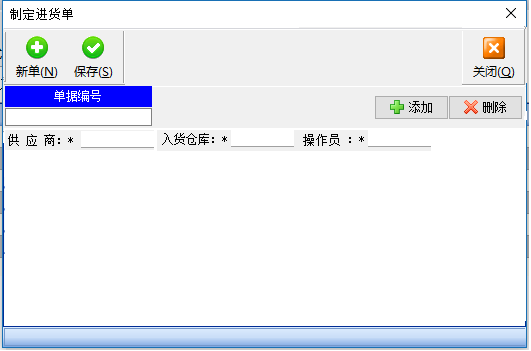 制定进货单
新单(N) 保存(S) 关闭(Q)
单据编号
添加 删除
供 应 商：* 入货仓库：* 操作员 ：*